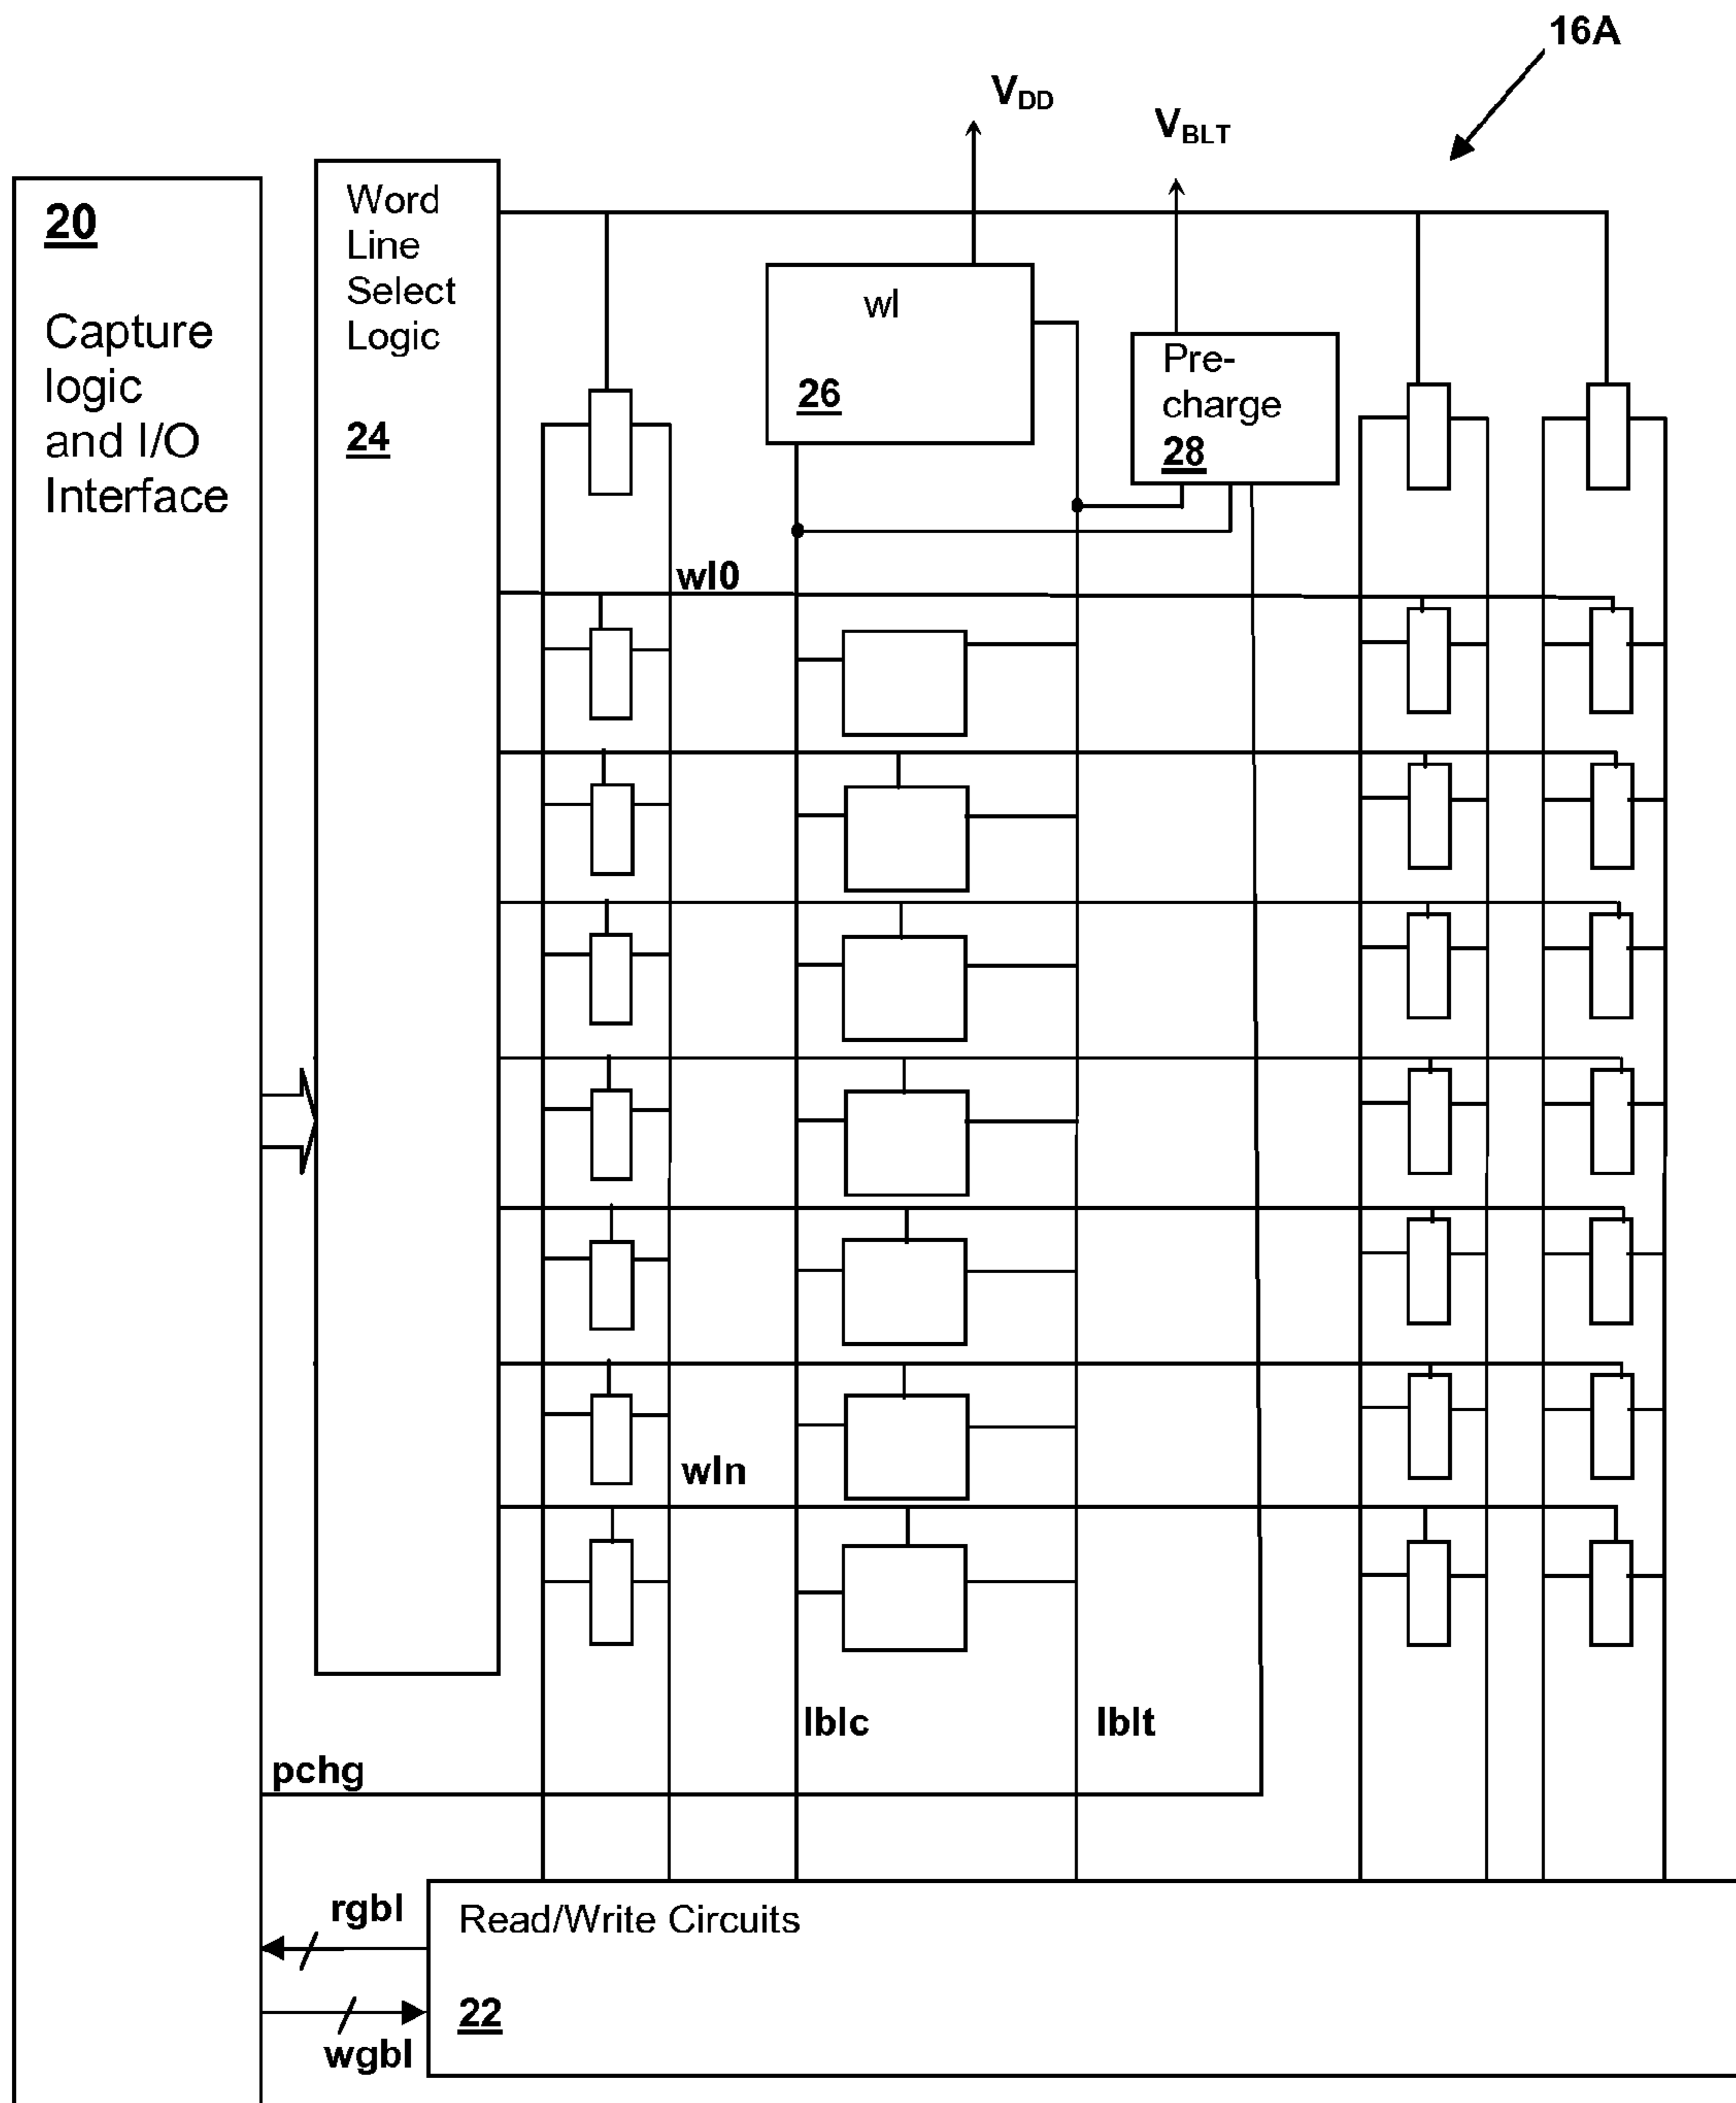 16A
VDD
VBLT
20
Capture
logic
and I/O
Interface
Word
Line
Select
Logic
24
wl
26
Pre-
charge
28
wl0
wln
lblc
lblt
pchg
rgbl
wgbl
Read/Write Circuits
22